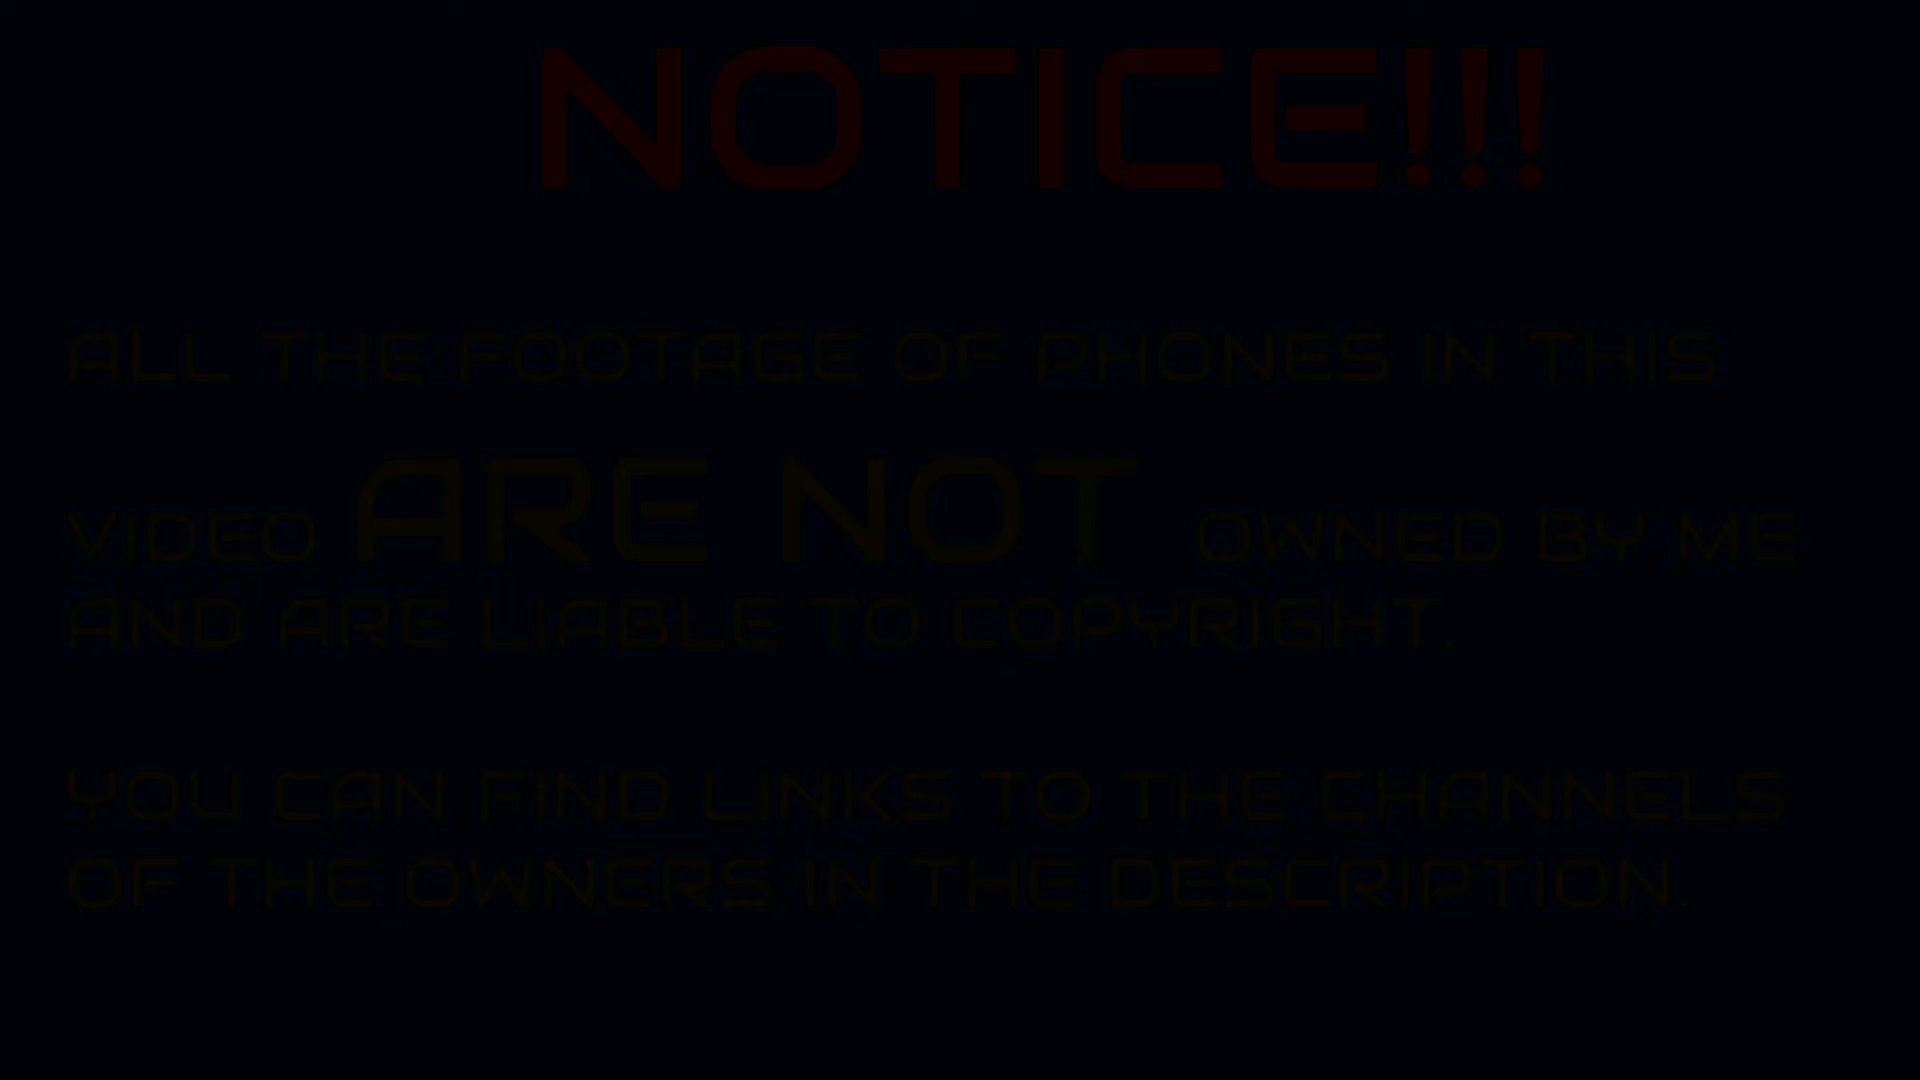 NOTICE!!!
ALL THE FOOTAGE OF PHONES IN THIS
VIDEO ARE NOT OWNED BY ME
AND ARE LIABLE TO COPYRIGHT.
YOU CAN FIND LINKS TO THE CHANNELS
OF THE OWNERS IN THE DESCRIPTION.